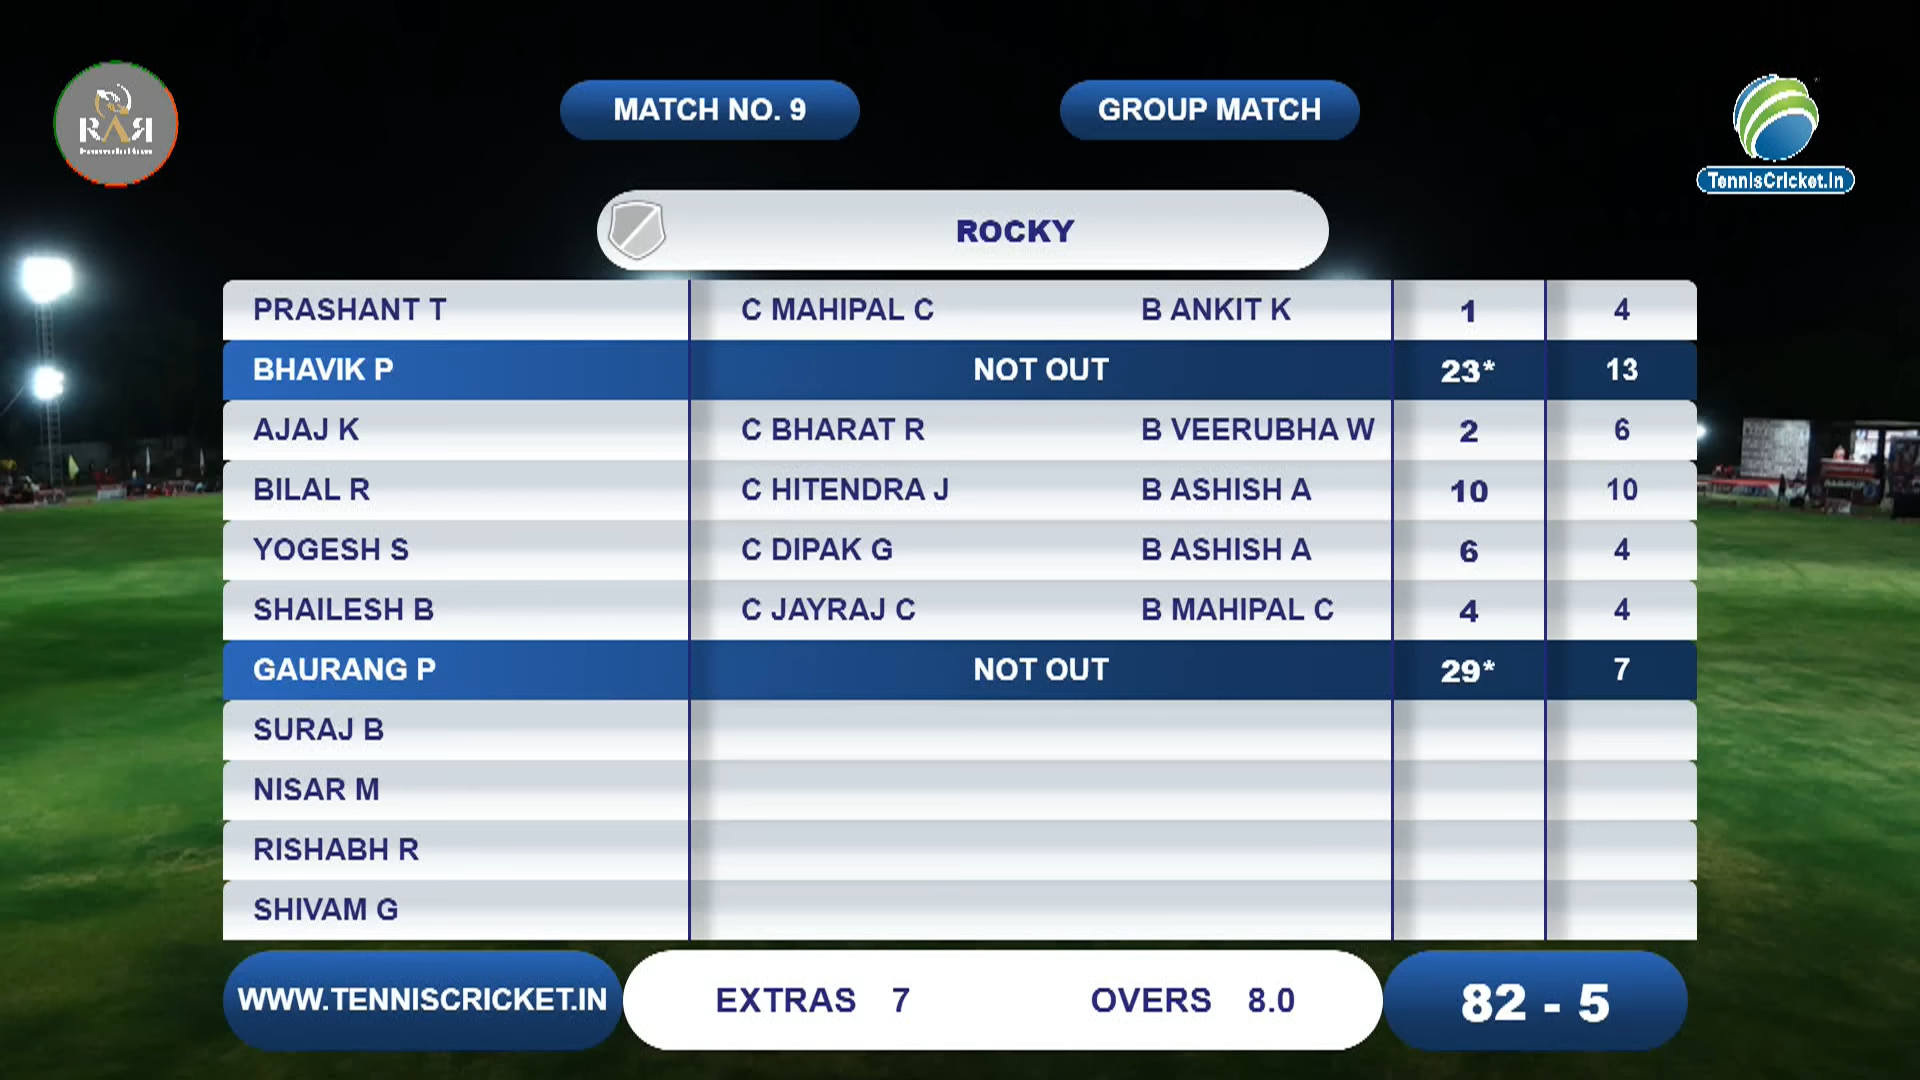 RAR
MATCH NO. 9
GROUP MATCH
TennisCricket.in
ROCKY
PRASHANT T C MAHIPAL C B ANKIT K 1 4
BHAVIK P NOT OUT 23* 13
AJAJ K C BHARAT R B VEERUBHA W 2 6
BILAL R C HITENDRA J B ASHISH A 10 10
YOGESH S C DIPAK G B ASHISH A 6 4
SHAILESH B C JAYRAJ C B MAHIPAL C 4 4
GAURANG P NOT OUT 29* 7
SURAJ B
NISAR M
RISHABH R
SHIVAM G
WWW.TENNISCRICKET.IN EXTRAS 7 OVERS 8.0 82 - 5